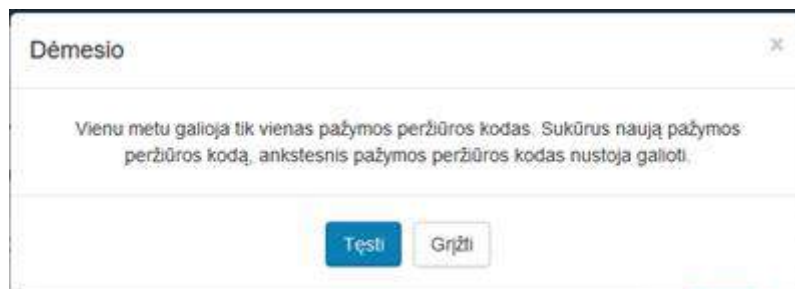 Dėmesio
Vienu metu galioja tik vienas pažymos peržiūros kodas. Sukūrus naują pažymos
peržiūros kodą, ankstesnis pažymos peržiūros kodas nustoja galioti.
Tęsti Grįžti